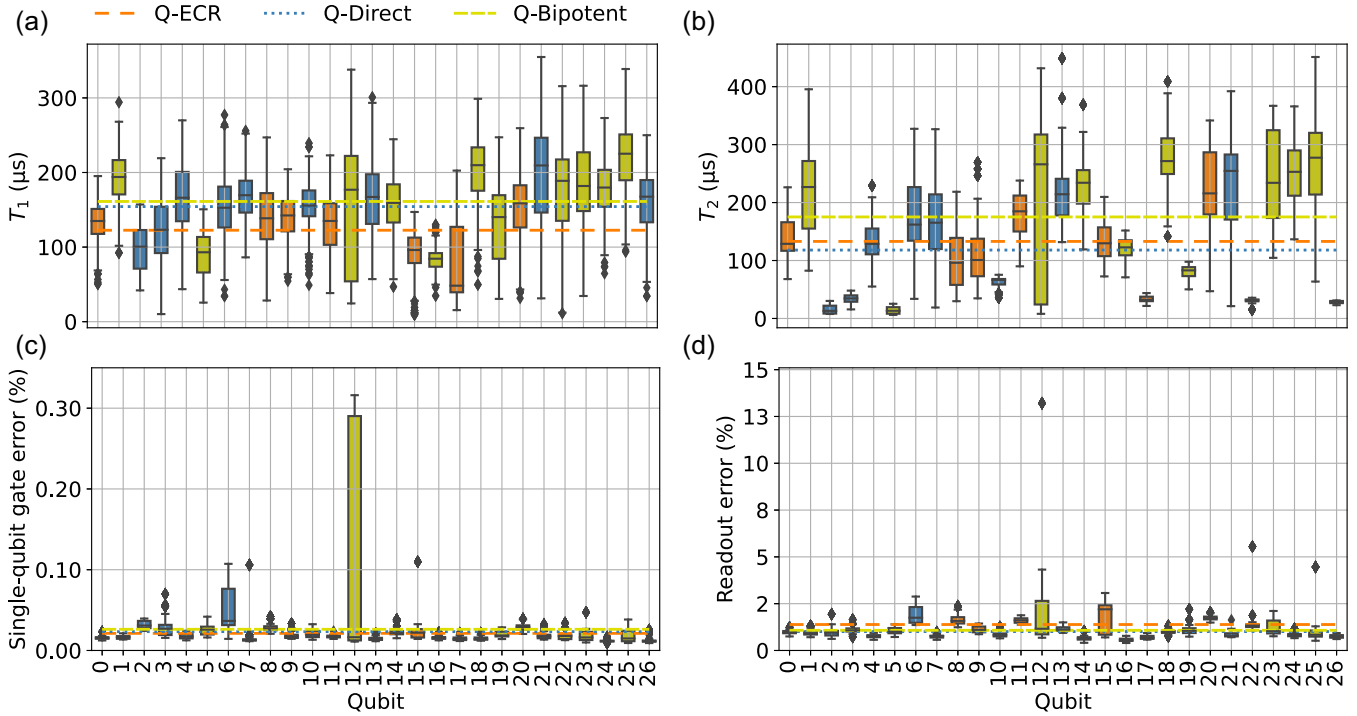 (a)
Q-ECR
Q-Direct
Q-Bipotent
(b)
T1 (μs)
300
200
100
0
T2 (μs)
400
300
200
100
0
(c)
(d)
Single-qubit gate error (%)
0.30
0.20
0.10
0.00
Readout error (%)
15
13
10
8
5
2
0
0 1 2 3 4 5 6 7 8 9 10 11 12 13 14 15 16 17 18 19 20 21 22 23 24 25 26
Qubit
0 1 2 3 4 5 6 7 8 9 10 11 12 13 14 15 16 17 18 19 20 21 22 23 24 25 26
Qubit